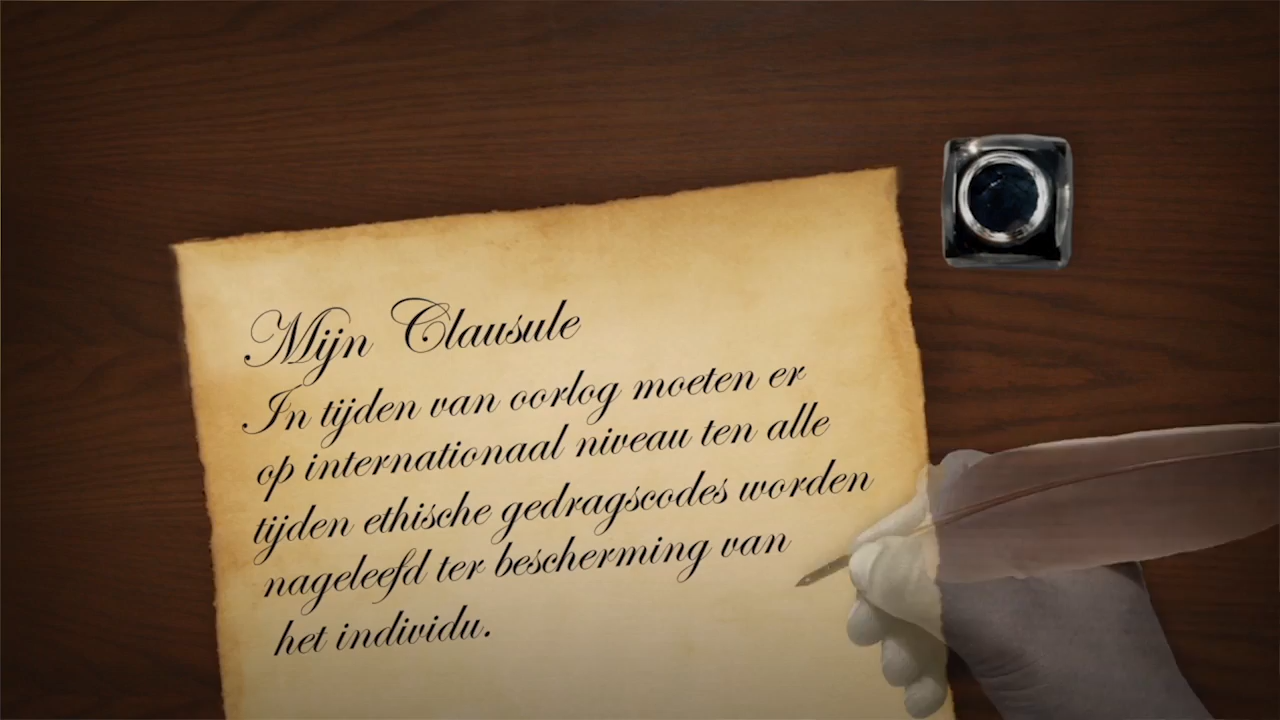 Mijn Clausule
In tijden van oorlog moeten er
op internationaal niveau ten alle
tijden ethische gedragscodes worden
nageleefd ter bescherming van
het individu.